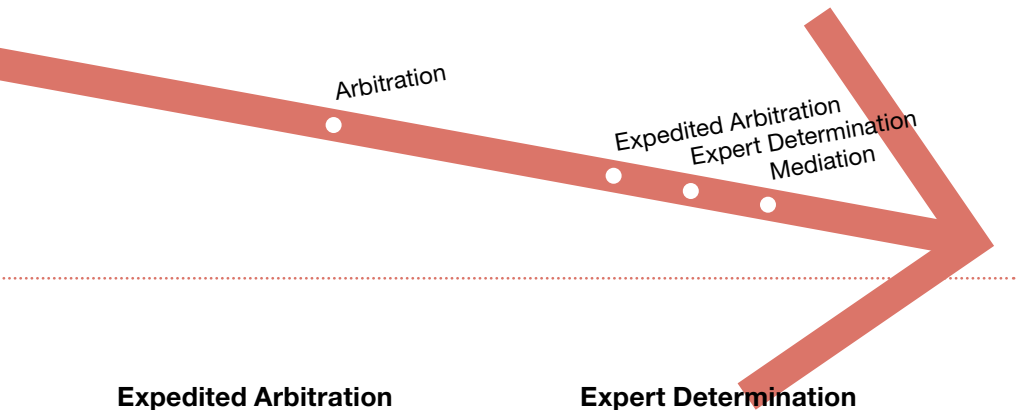 Arbitration
Expedited Arbitration
Expert Determination
Mediation
Expedited Arbitration
Expert Determination